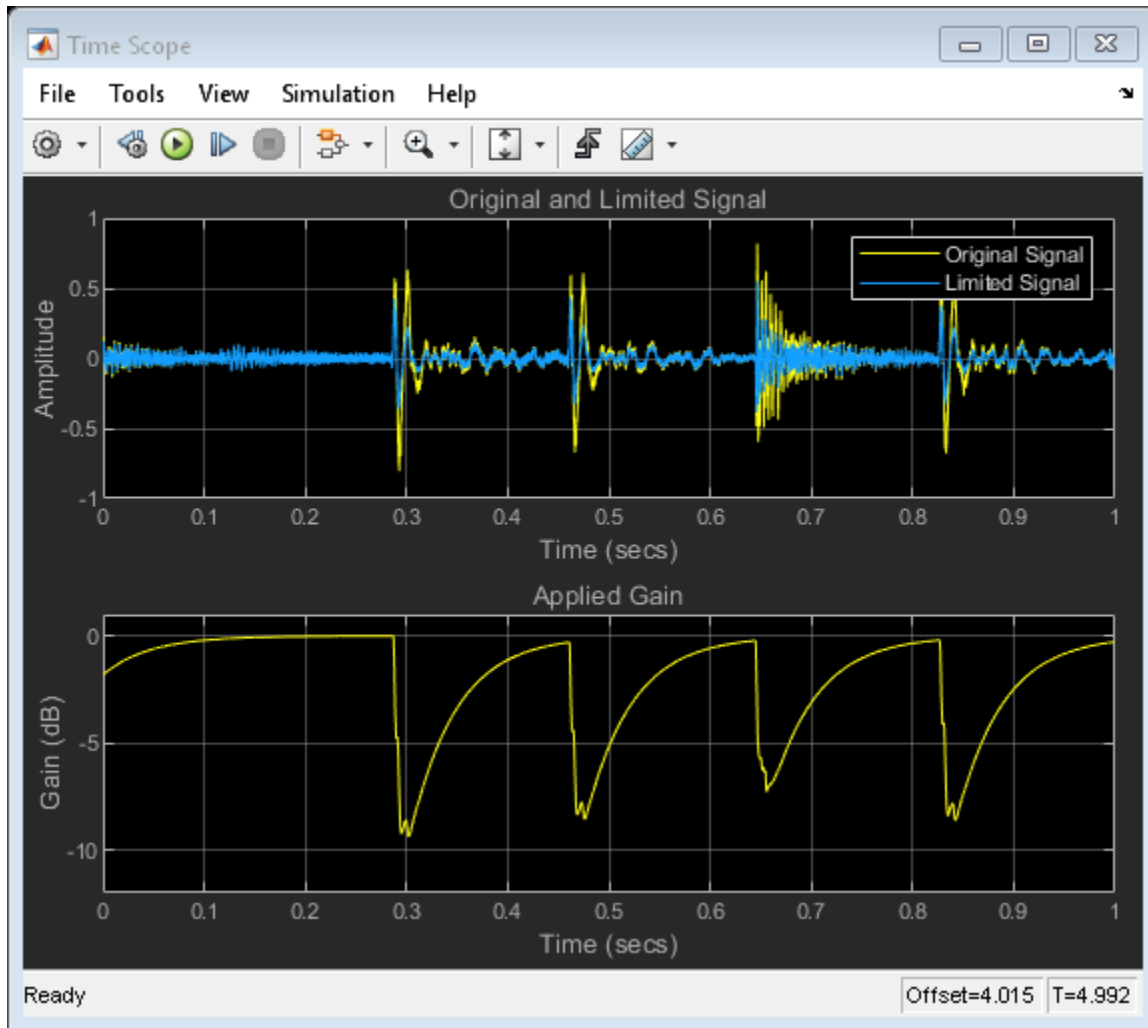 Time Scope
File Tools View Simulation Help
Original and Limited Signal
Original Signal
Limited Signal
Amplitude
1
0.5
0
-0.5
-1
0 0.1 0.2 0.3 0.4 0.5 0.6 0.7 0.8 0.9 1
Time (secs)
Applied Gain
Gain (dB)
0
-5
-10
0 0.1 0.2 0.3 0.4 0.5 0.6 0.7 0.8 0.9 1
Time (secs)
Ready Offset=4.015 T=4.992